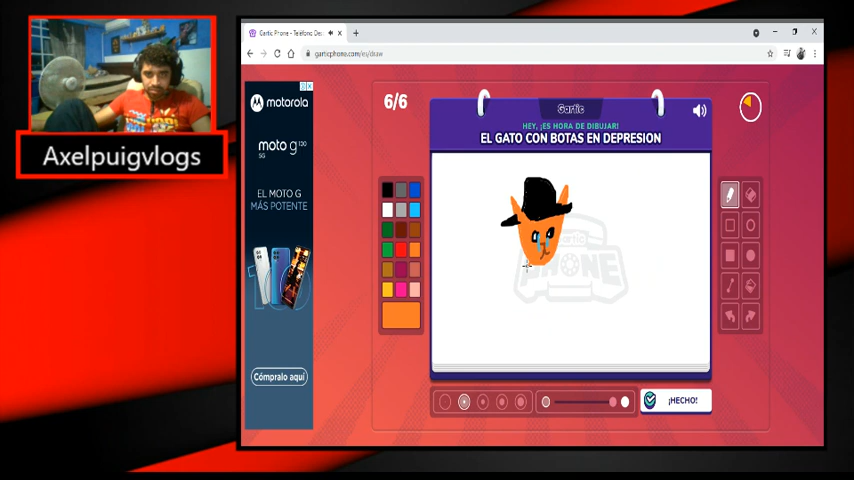 Axelpuigvlogs
Gartic Phone - Teléfono Des
garticphone.com/es/draw
motorola
moto g
5G
EL MOTO G
MÁS POTENTE
Cómpralo aquí
6/6
Gartic
HEY, ¡ES HORA DE DIBUJAR!
EL GATO CON BOTAS EN DEPRESION
PHONE
¡HECHO!